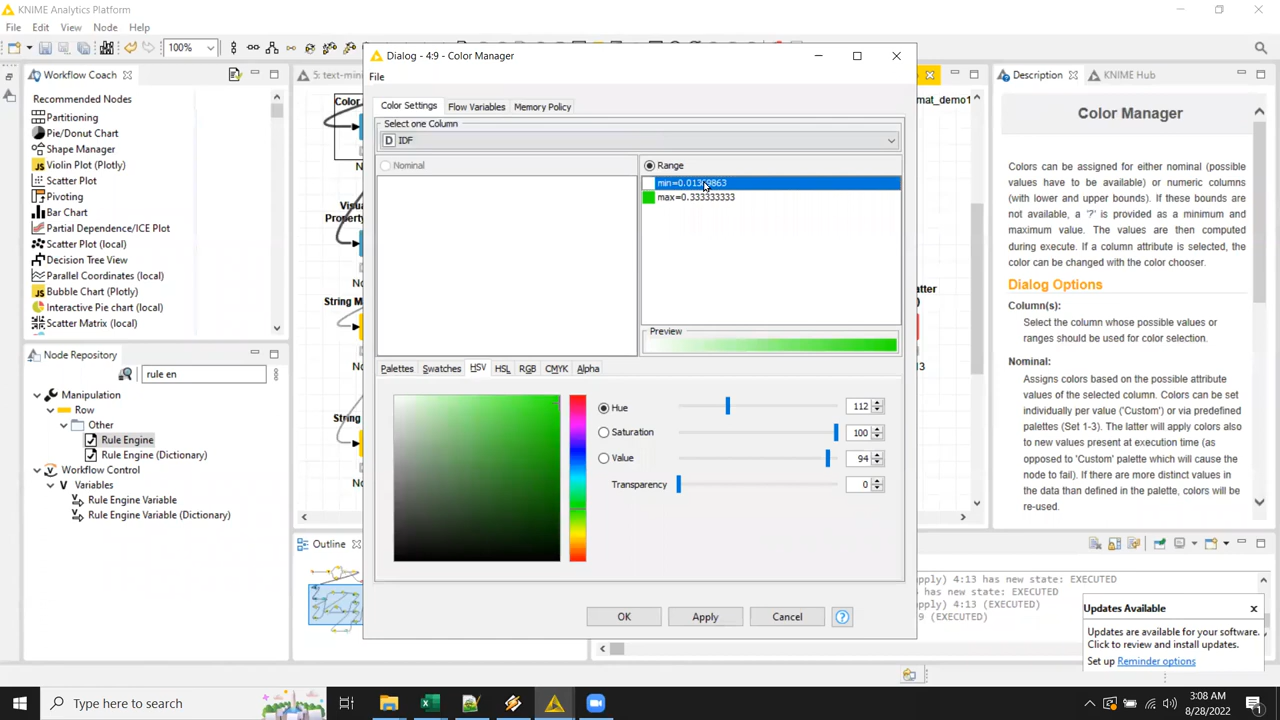 KNIME Analytics Platform
File Edit View Node Help
100%
Workflow Coach
Recommended Nodes
Partitioning
Pie/Donut Chart
Shape Manager
Violin Plot (Plotly)
Scatter Plot
Pivoting
Bar Chart
Partial Dependence/ICE Plot
Scatter Plot (local)
Decision Tree View
Parallel Coordinates (local)
Bubble Chart (Plotly)
Interactive Pie chart (local)
Scatter Matrix (local)
Node Repository
rule en
Manipulation
Row
Other
Rule Engine
Rule Engine (Dictionary)
Workflow Control
Variables
Rule Engine Variable
Rule Engine Variable (Dictionary)
Outline
Dialog - 4:9 - Color Manager
File
Color Settings Flow Variables Memory Policy
Select one Column
D IDF
Nominal
Range
max=0.333333333
Preview
Palettes Swatches HSV HSL RGB CMYK Alpha
Hue 112
Saturation 100
Value 94
Transparency 0
OK Apply Cancel ?
Description KNIME Hub
Color Manager
Colors can be assigned for either nominal (possible
values have to be available) or numeric columns
(with lower and upper bounds). If these bounds
are not available, a '?' is provided as a minimum and
maximum value. The values are then computed
during execute. If a column attribute is selected, the
color can be changed with the color chooser.
Dialog Options
Column(s):
Select the column whose possible values or
ranges should be used for color selection.
Nominal:
Assigns colors based on the possible attribute
values of the selected column. Colors can be set
individually per value ('Custom') or via predefined
palettes (Set 1-3). The latter will apply colors also
to new values present at execution time (as
opposed to 'Custom' palette which will cause the
node to fail). If there are more distinct values in
the data than defined in the palette, colors will be
re-used.
4:13 has new state: EXECUTED
has new state: EXECUTED
4:13 (EXECUTED)
(EXECUTED)
Updates Available
Updates are available for your software.
Click to review and install updates.
Set up Reminder options
Type here to search
3:08 AM
8/28/2022